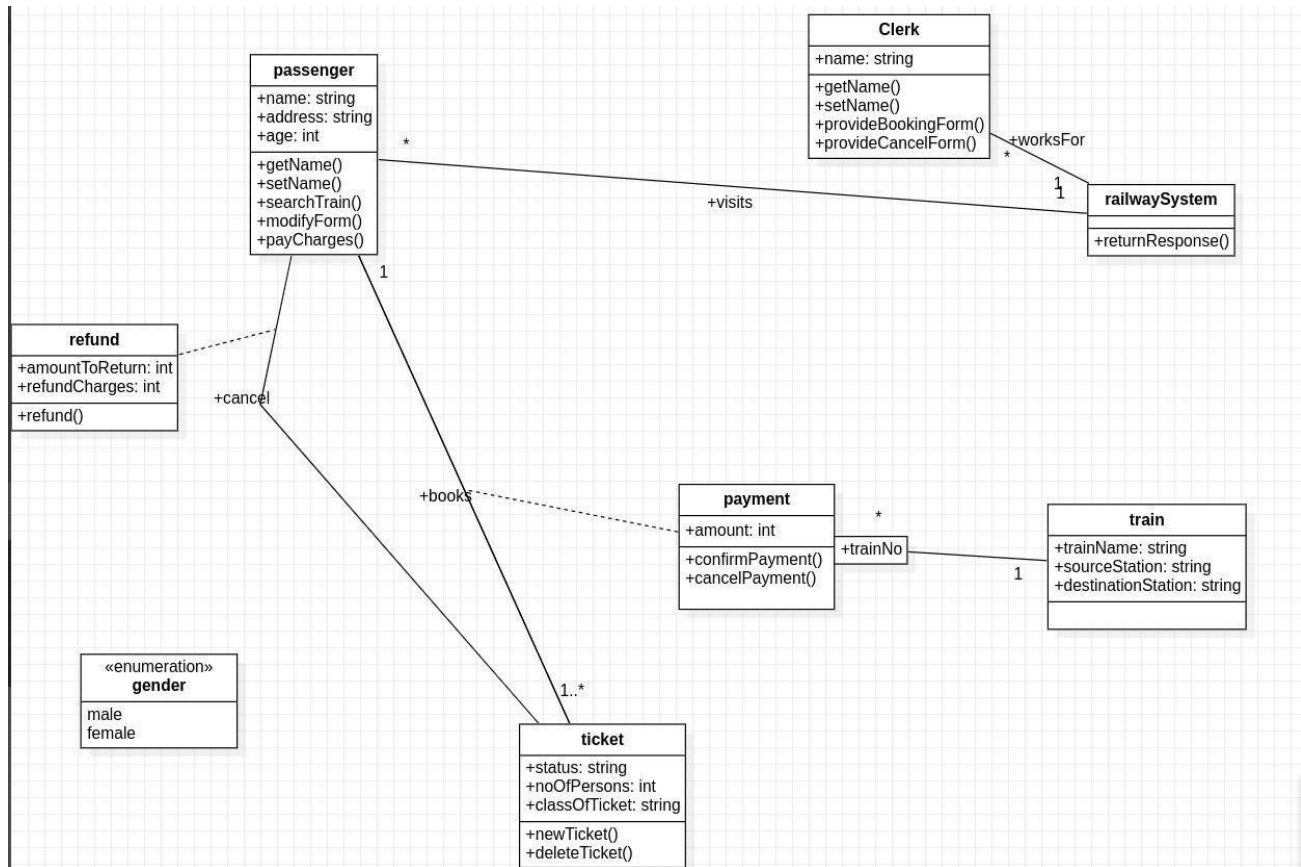 Clerk
+name: string
+getName()
+setName()
+provideBookingForm()
+provideCancelForm()
passenger
+name: string
+address: string
+age: int
+getName()
+setName()
+searchTrain()
+modifyForm()
+payCharges()
*
+visits
1
*
+worksFor
1
railwaySystem
+returnResponse()
1
refund
+amountToReturn: int
+refundCharges: int
+refund()
+cancel
+books
payment
+amount: int
+confirmPayment()
+cancelPayment()
+trainNo
*
1
train
+trainName: string
+sourceStation: string
+destinationStation: string
«enumeration»
gender
male
female
1..*
ticket
+status: string
+noOfPersons: int
+classOfTicket: string
+newTicket()
+deleteTicket()